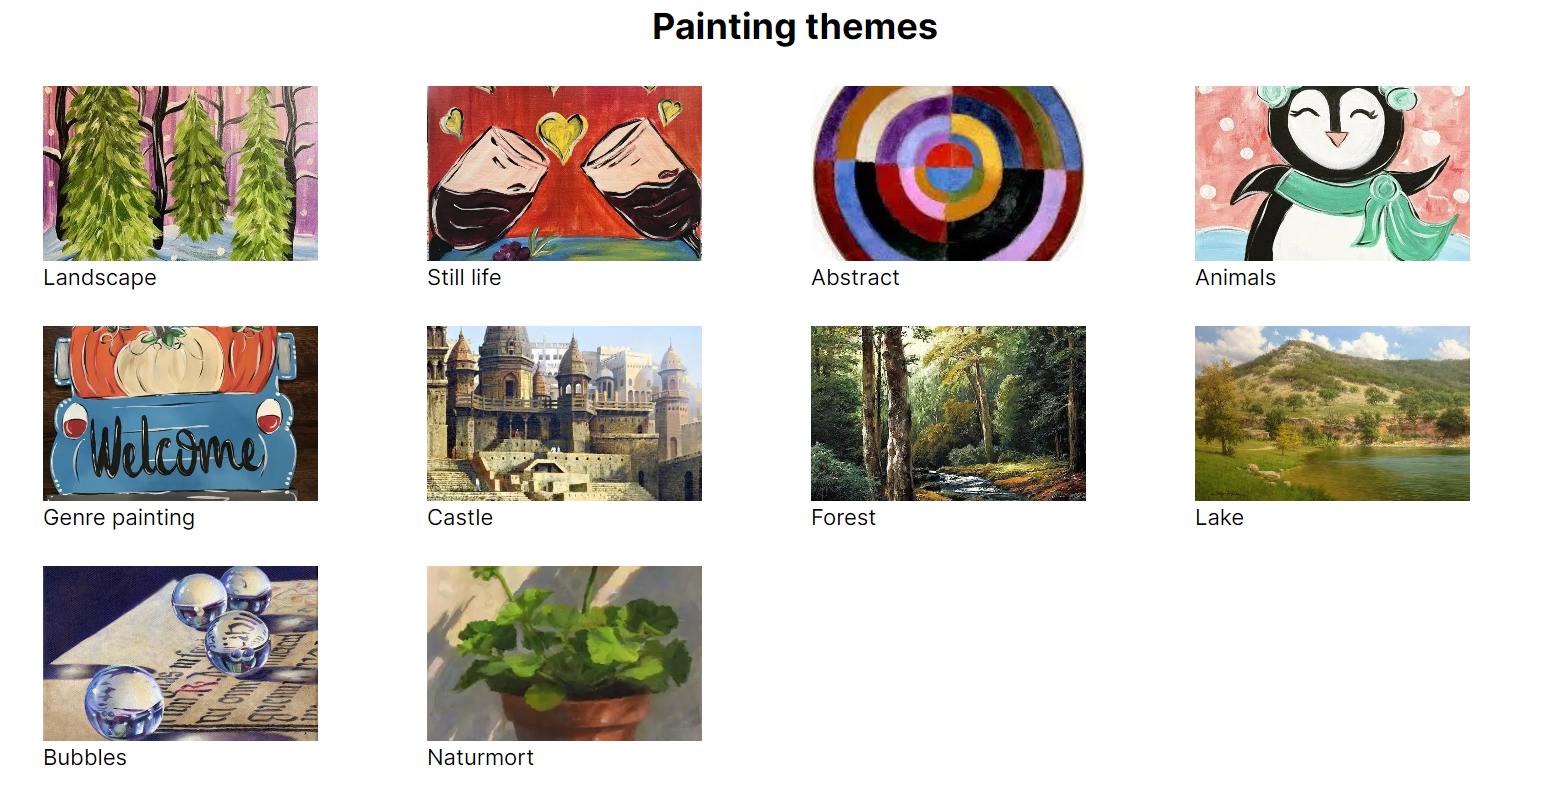 Painting themes
Landscape
Still life
Abstract
Animals
Welcome
Genre painting
Castle
Forest
Lake
Bubbles
Naturmort